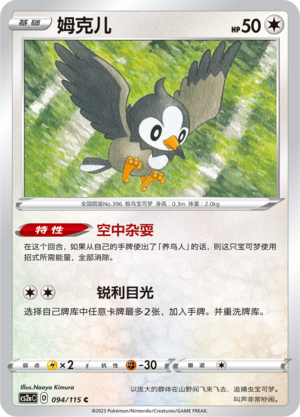 基础 姆克儿 HP 50
全国图鉴No.396 椋鸟宝可梦 身高：0.3m 体重：2.0kg
特性 空中杂耍
在这个回合，如果从自己的手牌使出了「养鸟人」的话，则这只宝可梦使用
招式所需能量，全部消除。
锐利目光
选择自己牌库中任意卡牌最多2张，加入手牌。并重洗牌库。
弱点 ×2 抵抗力 -30 撤退
Illus.Naoyo Kimura
CS3aC D 094/115 C
以庞大的群体在山野间飞来飞去，追捕虫宝可梦。
叫声非常吵闹。
©2023 Pokémon/Nintendo/Creatures/GAME FREAK.